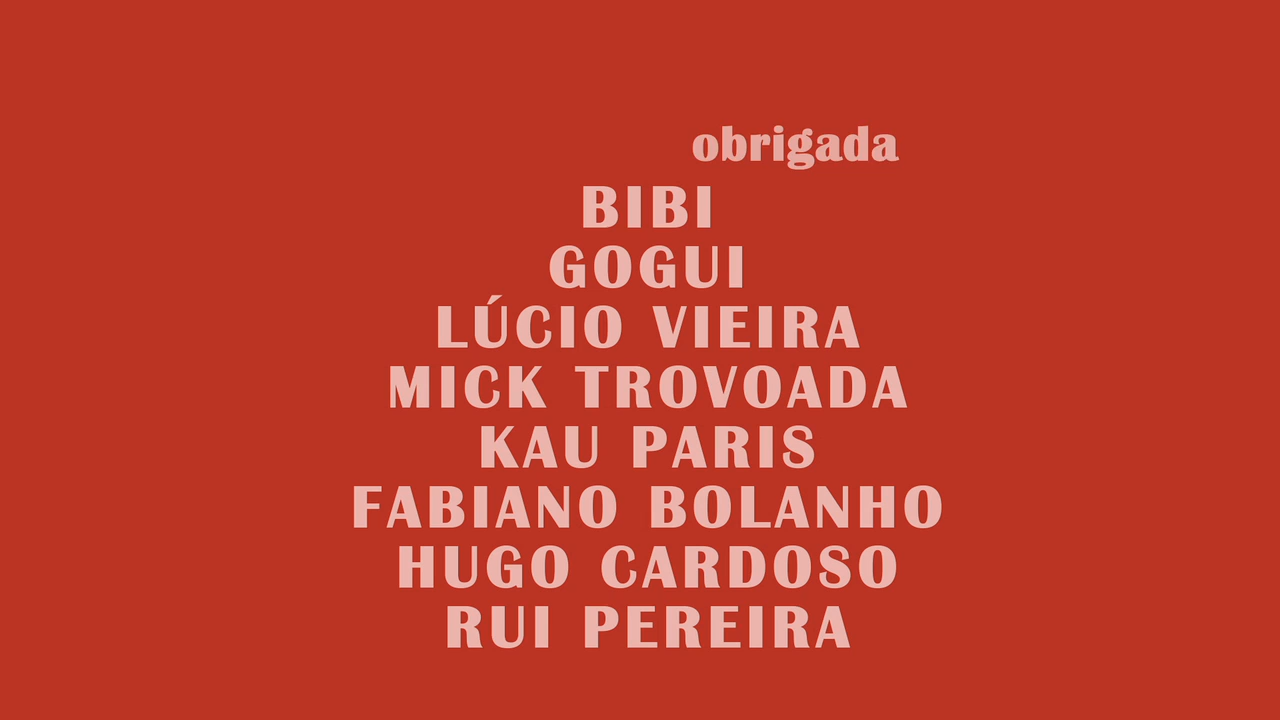 obrigada
BIBI
GOGUI
LÚCIO VIEIRA
MICK TROVOADA
KAU PARIS
FABIANO BOLANHO
HUGO CARDOSO
RUI PEREIRA